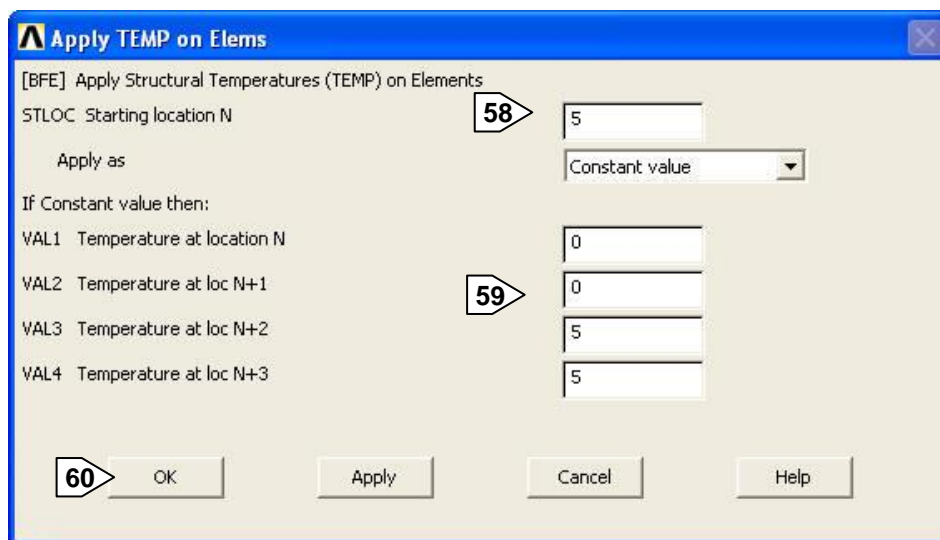 Apply TEMP on Elems
[BFE] Apply Structural Temperatures (TEMP) on Elements
STLOC Starting location N 58 5
Apply as Constant value
If Constant value then:
VAL1 Temperature at location N 0
VAL2 Temperature at loc N+1 59 0
VAL3 Temperature at loc N+2 5
VAL4 Temperature at loc N+3 5
60 OK Apply Cancel Help